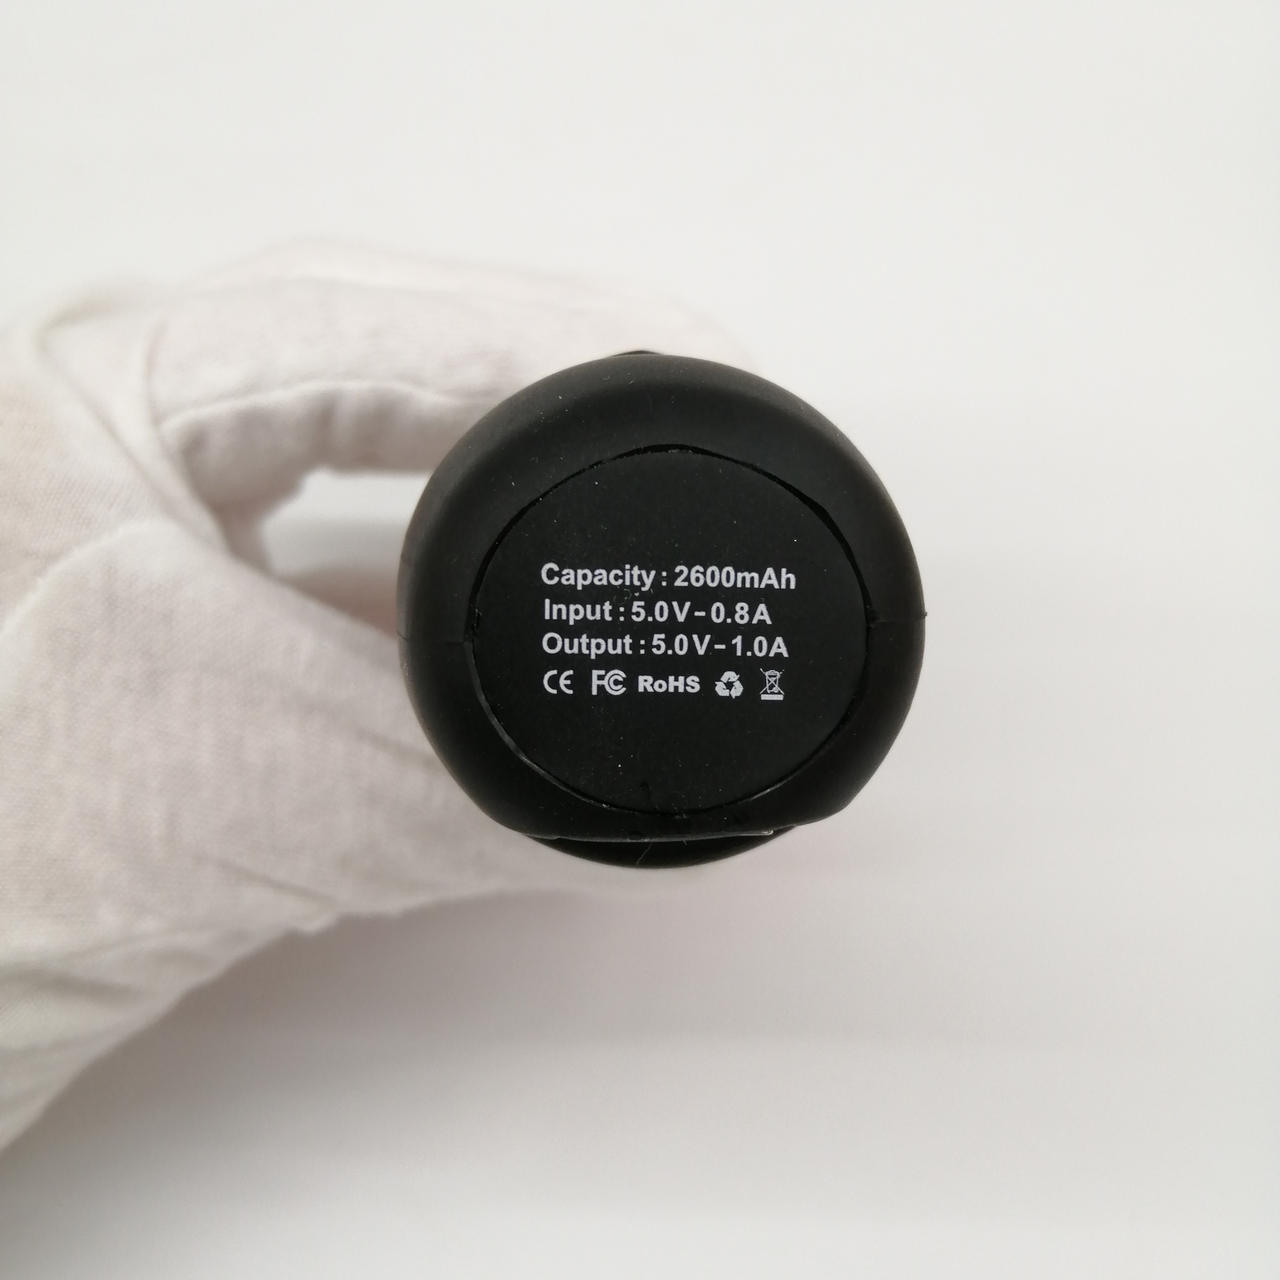 Capacity : 2600mAh
Input : 5.0V-0.8A
Output : 5.0V-1.0A
CE FC RoHS